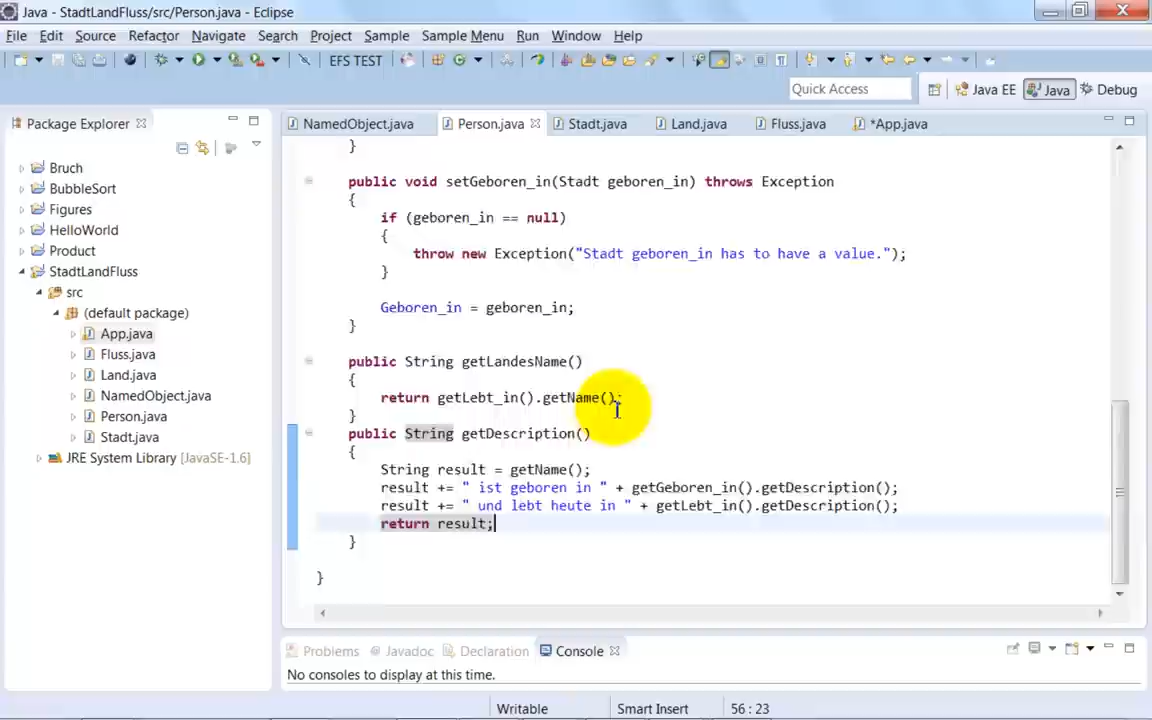 Java - StadtLandFluss/src/Person.java - Eclipse
File Edit Source Refactor Navigate Search Project Sample Sample Menu Run Window Help
EFS TEST
Quick Access Java EE Java Debug
Package Explorer NamedObject.java Person.java Stadt.java Land.java Fluss.java *App.java
Bruch
BubbleSort
Figures
HelloWorld
Product
StadtLandFluss
src
(default package)
App.java
Fluss.java
Land.java
NamedObject.java
Person.java
Stadt.java
JRE System Library [JavaSE-1.6]
}
public void setGeboren_in(Stadt geboren_in) throws Exception
{
if (geboren_in == null)
{
throw new Exception("Stadt geboren_in has to have a value.");
}
Geboren_in = geboren_in;
}
public String getLandesName()
{
return getLebt_in().getName();
}
public String getDescription()
{
String result = getName();
result += " ist geboren in " + getGeboren_in().getDescription();
result += " und lebt heute in " + getLebt_in().getDescription();
return result;
}
}
Problems Javadoc Declaration Console
No consoles to display at this time.
Writable Smart Insert 56 : 23